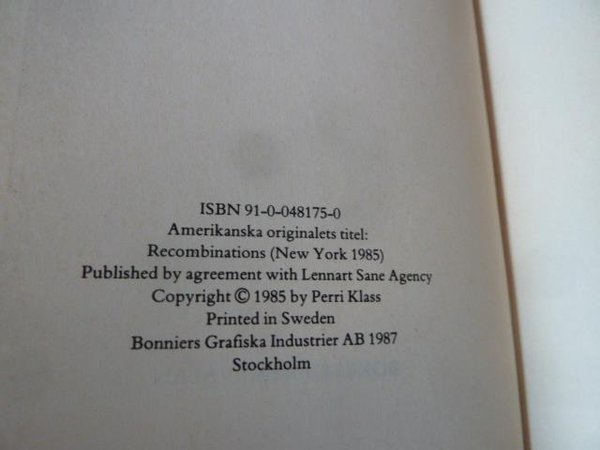 ISBN 91-0-048175-0
Amerikanska originalets titel:
Recombinations (New York 1985)
Published by agreement with Lennart Sane Agency
Copyright © 1985 by Perri Klass
Printed in Sweden
Bonniers Grafiska Industrier AB 1987
Stockholm